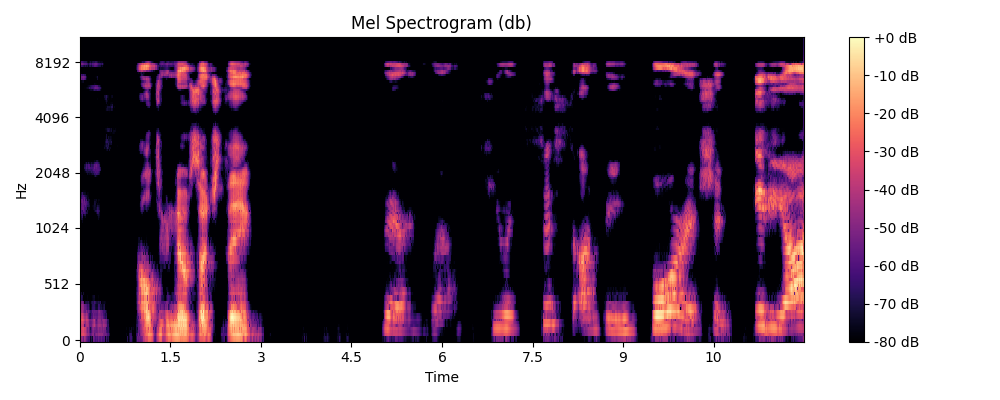 Mel Spectrogram (db)
+0 dB
8192
-10 dB
4096
-20 dB
-30 dB
2048
Hz
-40 dB
1024
-50 dB
-60 dB
512
-70 dB
0
-80 dB
0 1.5 3 4.5 6 7.5 9 10
Time